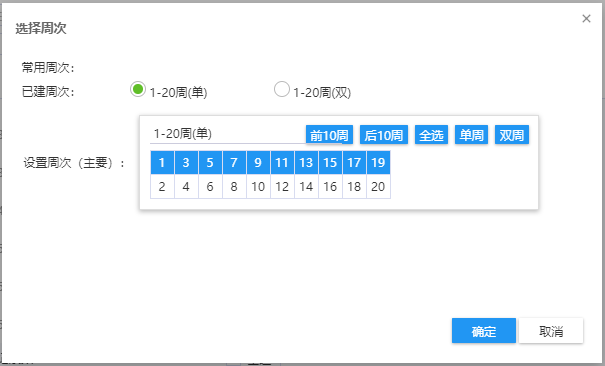 选择周次
×
常用周次：
已建周次： 1-20周(单) 1-20周(双)
1-20周(单) 前10周 后10周 全选 单周 双周
设置周次（主要）：
1 3 5 7 9 11 13 15 17 19
2 4 6 8 10 12 14 16 18 20
确定 取消